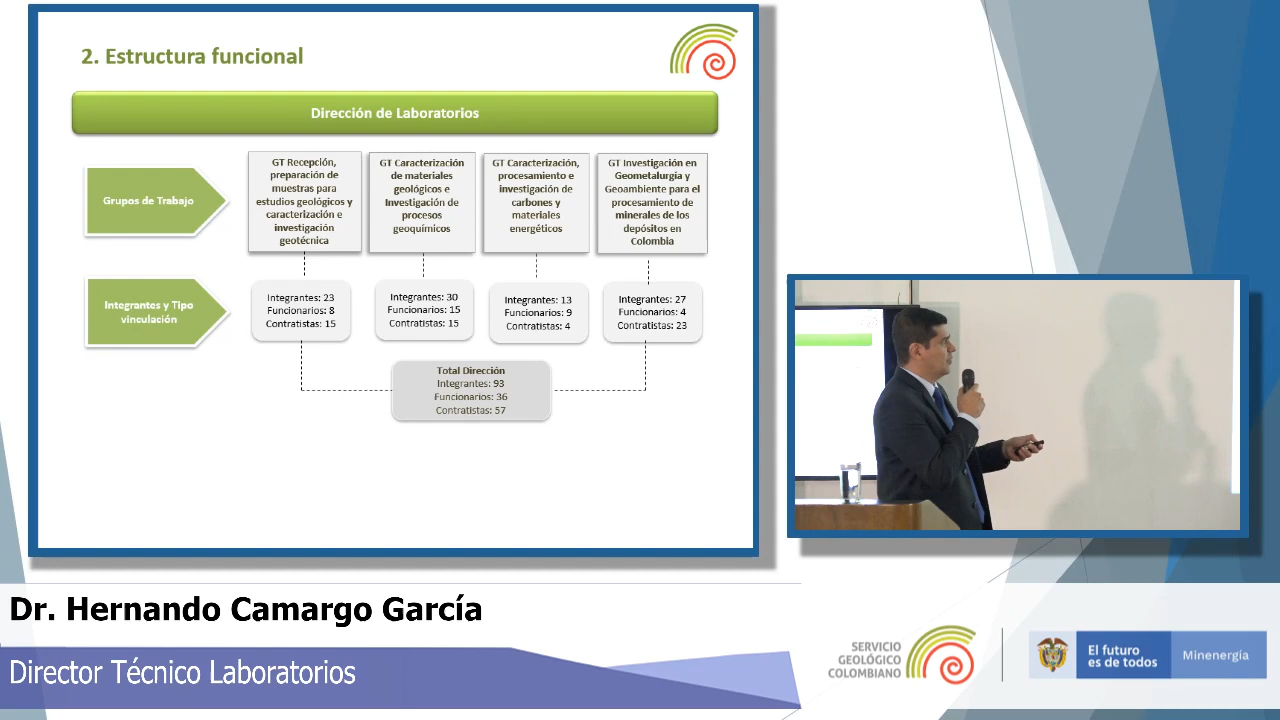 2. Estructura funcional
Dirección de Laboratorios
Grupos de Trabajo
GT Recepción,
preparación de
muestras para
estudios geológicos y
caracterización e
investigación
geotécnica
GT Caracterización
de materiales
geológicos e
Investigación de
procesos
geoquímicos
GT Caracterización,
procesamiento e
investigación de
carbones y
materiales
energéticos
GT Investigación en
Geometalurgía y
Geoambiente para el
procesamiento de
minerales de los
depósitos en
Colombia
Integrantes y Tipo
vinculación
Integrantes: 23
Funcionarios: 8
Contratistas: 15
Integrantes: 30
Funcionarios: 15
Contratistas: 15
Integrantes: 13
Funcionarios: 9
Contratistas: 4
Integrantes: 27
Funcionarios: 4
Contratistas: 23
Total Dirección
Integrantes: 93
Funcionarios: 36
Contratistas: 57
Dr. Hernando Camargo García
Director Técnico Laboratorios
SERVICIO
GEOLÓGICO
COLOMBIANO
El futuro
es de todos
Minenergía